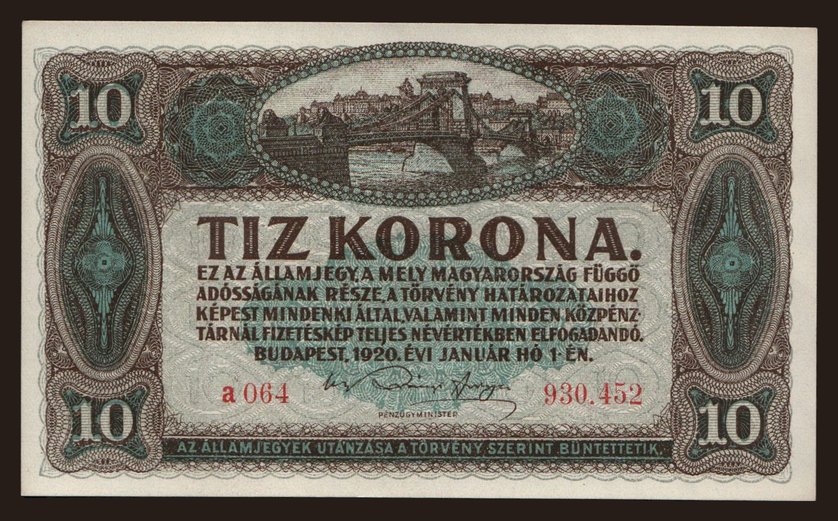 10 10
TIZ KORONA.
EZ AZ ÁLLAMJEGY, A MELY MAGYARORSZÁG FÜGGŐ
ADÓSSÁGÁNAK RÉSZE, A TÖRVÉNY HATÁROZATAIHOZ
KÉPEST MINDENKI ÁLTAL, VALAMINT MINDEN KÖZPÉNZ-
TÁRNÁL FIZETÉSKÉP TELJES NÉVÉRTÉKBEN ELFOGADANDÓ.
BUDAPEST, 1920. ÉVI JANUÁR HÓ 1-ÉN.
a 064 930.452
PÉNZÜGYMINISTER
10 10
AZ ÁLLAMJEGYEK UTÁNZÁSA A TÖRVÉNY SZERINT BÜNTETTETIK.